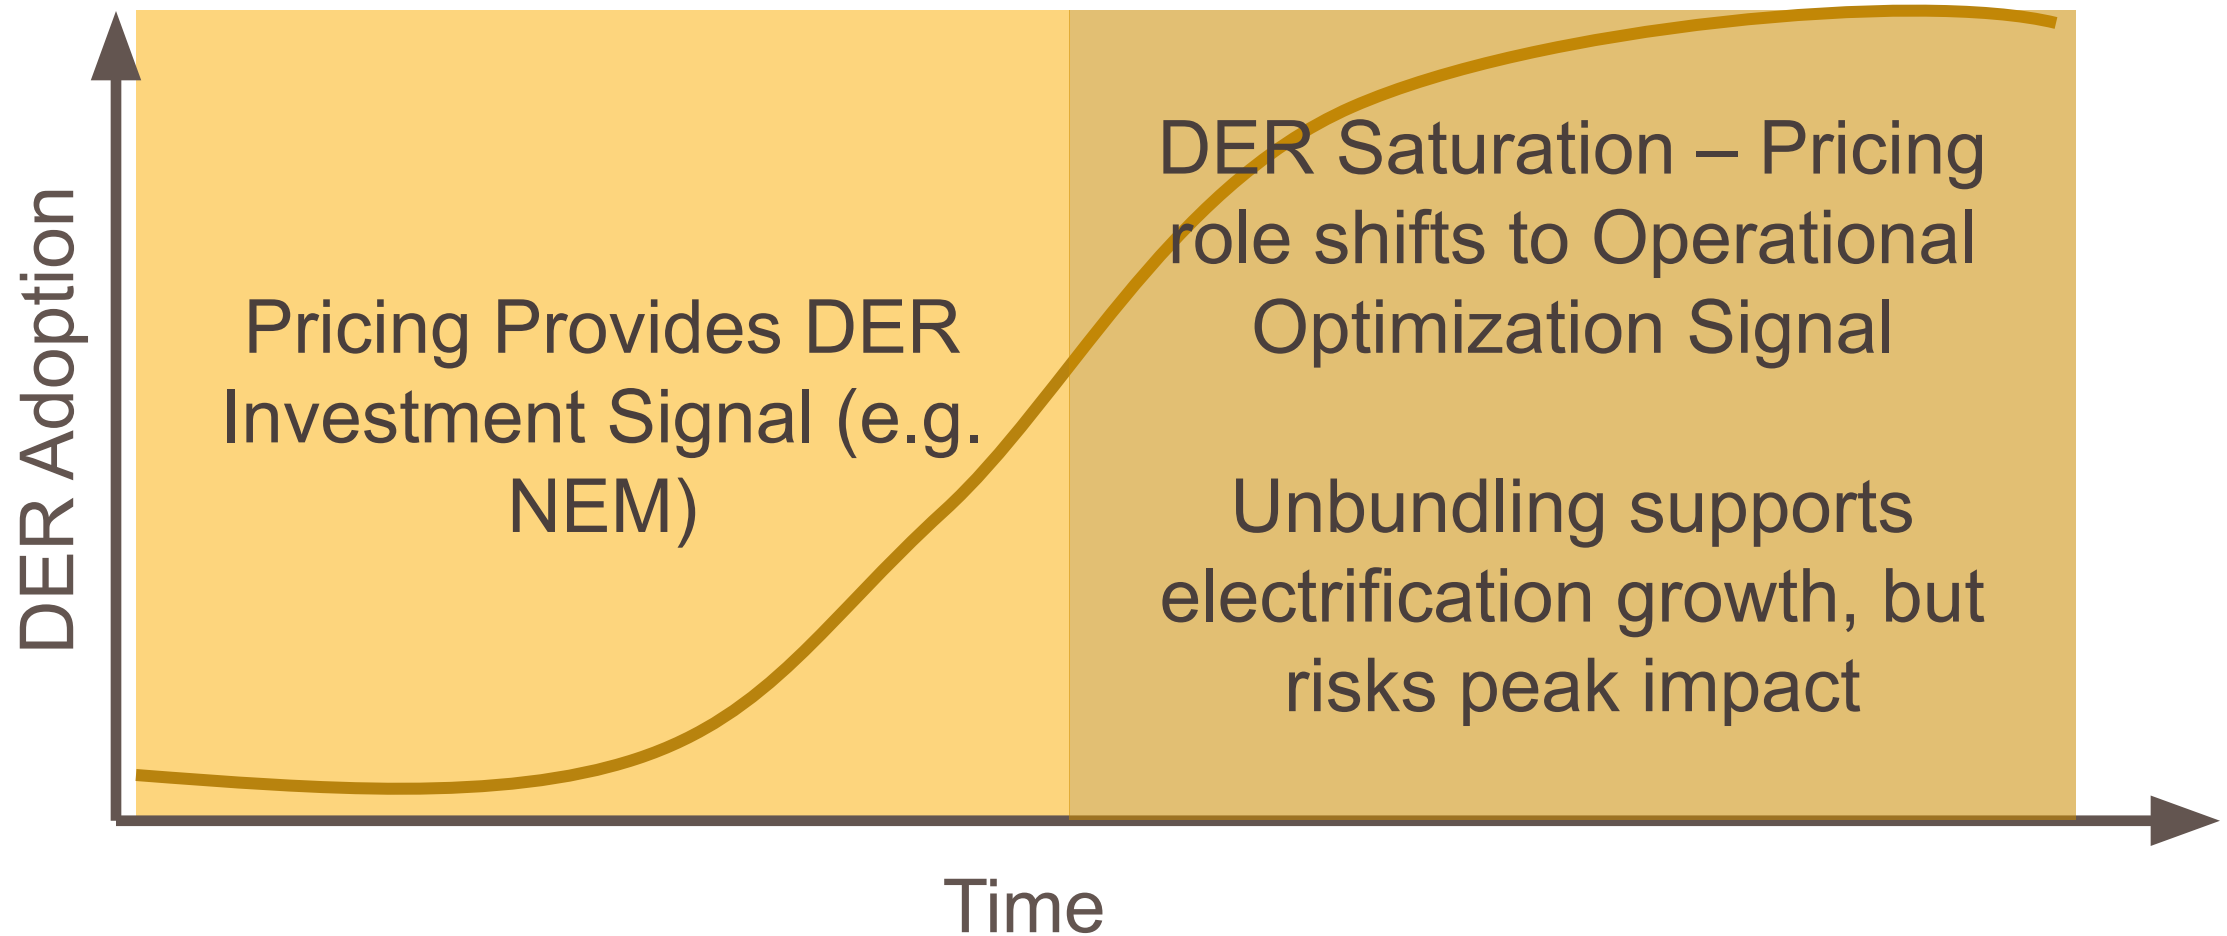 DER Adoption
Pricing Provides DER
Investment Signal (e.g.
NEM)
DER Saturation – Pricing
role shifts to Operational
Optimization Signal
Unbundling supports
electrification growth, but
risks peak impact
Time